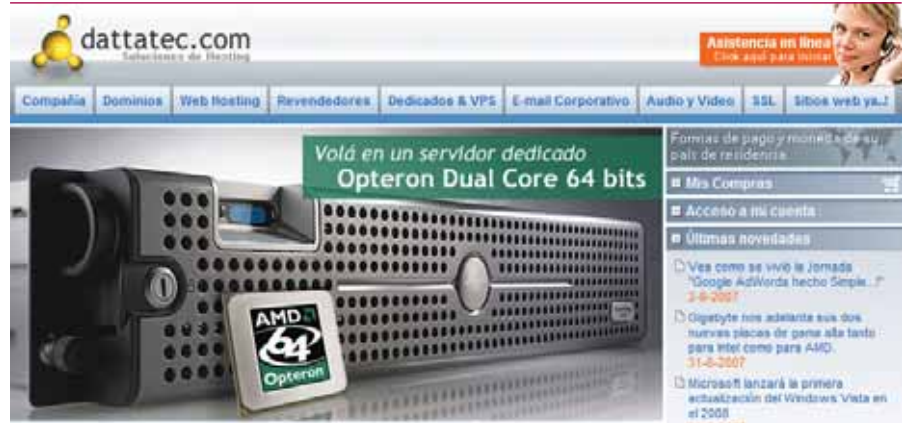 dattatec.com
Soluciones de Hosting
Asistencia en línea
Click aquí para iniciar
Compañía Dominios Web Hosting Revendedores Dedicados & VPS E-mail Corporativo Audio y Video SSL Sitios web ya..!
Volá en un servidor dedicado
Opteron Dual Core 64 bits
AMD
64
Opteron
Formas de pago y moneda de su
país de residencia
Mis Compras
Acceso a mi cuenta
Últimas novedades
Vea como se vivió la Jornada
"Google AdWords hecho Simple...!"
3-9-2007
Gigabyte nos adelanta sus dos
nuevas placas de gama alta tanto
para Intel como para AMD.
31-8-2007
Microsoft lanzará la primera
actualización del Windows Vista en
el 2008